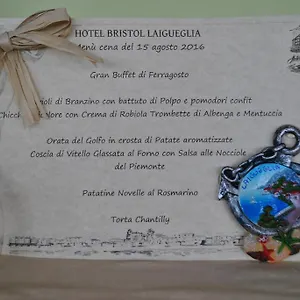 HOTEL BRISTOL LAIGUEGLIA
Menù cena del 15 agosto 2016
Gran Buffet di Ferragosto
di Branzino con battuto di Polpo e pomodori confit
Nore con Crema di Robiola Trombette di Albenga e Mentuccia
Orata del Golfo in crosta di Patate aromatizzate
Coscia di Vitello Glassata al Forno con Salsa alle Nocciole
del Piemonte
Patatine Novelle al Rosmarino
Torta Chantilly
LAIGUEGLIA